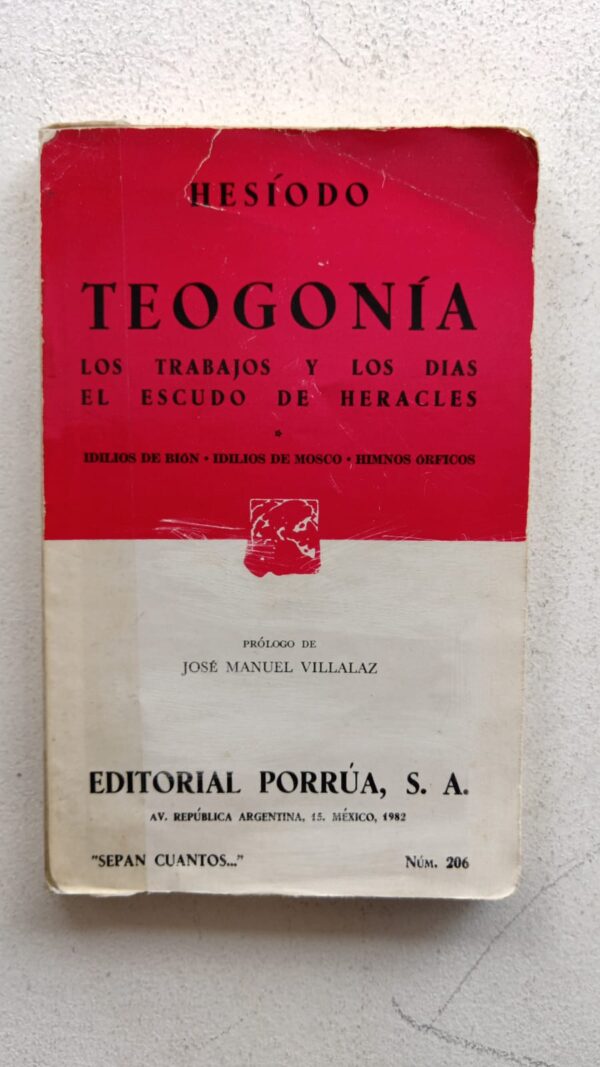 HESÍODO
TEOGONÍA
LOS TRABAJOS Y LOS DIAS
EL ESCUDO DE HERACLES
*
IDILIOS DE BION • IDILIOS DE MOSCO • HIMNOS ÓRFICOS
PRÓLOGO DE
JOSÉ MANUEL VILLALAZ
EDITORIAL PORRÚA, S. A.
AV. REPÚBLICA ARGENTINA, 15. MÉXICO, 1982
"SEPAN CUANTOS..." NÚM. 206